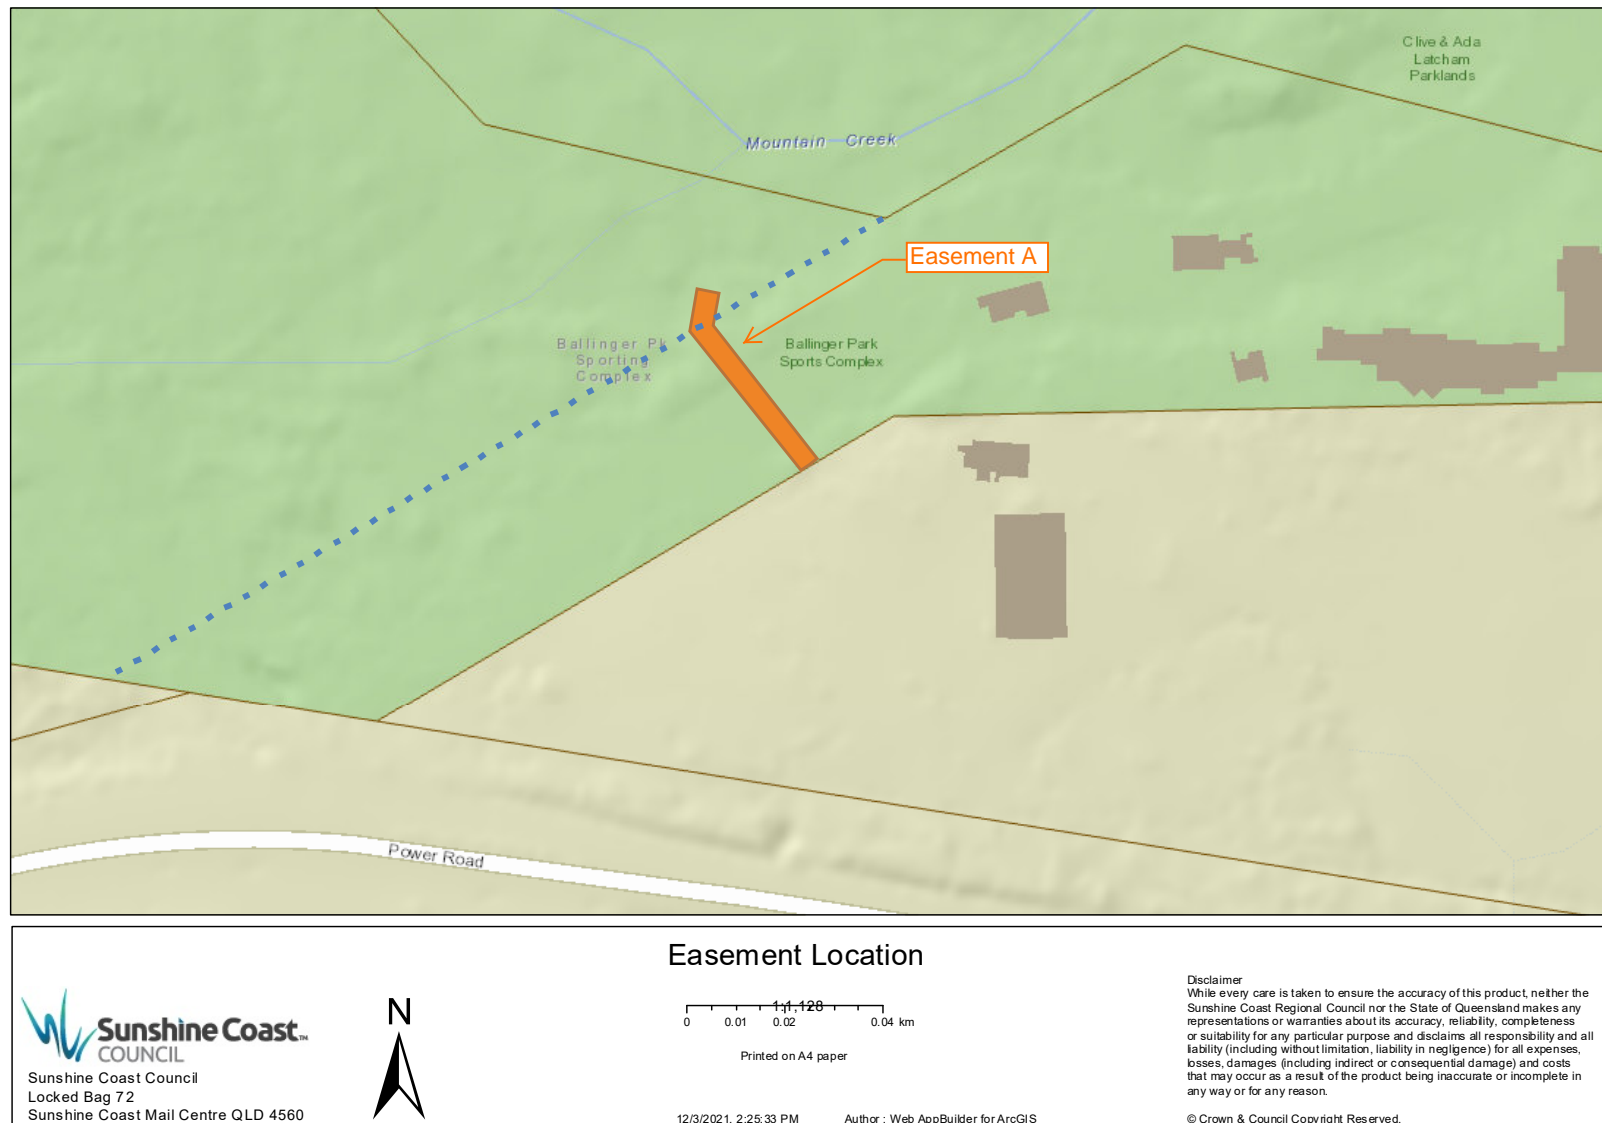 Clive & Ada
Latcham
Parklands
Mountain Creek
Easement A
Ballinger Pk
Sporting
Complex
Ballinger Park
Sports Complex
Power Road
Easement Location
Sunshine Coast™
COUNCIL
Sunshine Coast Council
Locked Bag 72
Sunshine Coast Mail Centre QLD 4560
N
1:1,128
0 0.01 0.02 0.04 km
Printed on A4 paper
12/3/2021, 2:25:33 PM Author : Web AppBuilder for ArcGIS
Disclaimer
While every care is taken to ensure the accuracy of this product, neither the
Sunshine Coast Regional Council nor the State of Queensland makes any
representations or warranties about its accuracy, reliability, completeness
or suitability for any particular purpose and disclaims all responsibility and all
liability (including without limitation, liability in negligence) for all expenses,
losses, damages (including indirect or consequential damage) and costs
that may occur as a result of the product being inaccurate or incomplete in
any way or for any reason.
© Crown & Council Copyright Reserved.